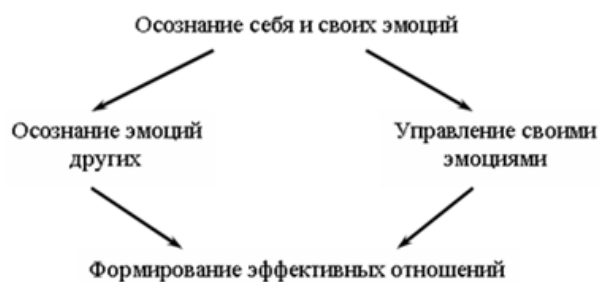 Осознание себя и своих эмоций
Осознание эмоций
других
Управление своими
эмоциями
Формирование эффективных отношений